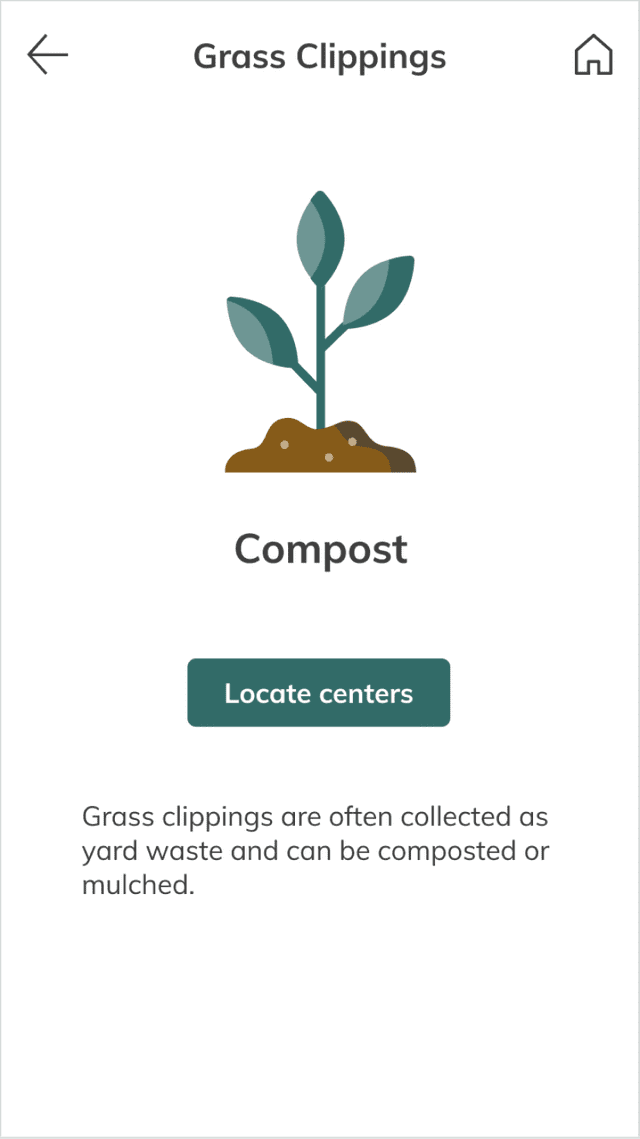 Grass Clippings
Compost
Locate centers
Grass clippings are often collected as
yard waste and can be composted or
mulched.